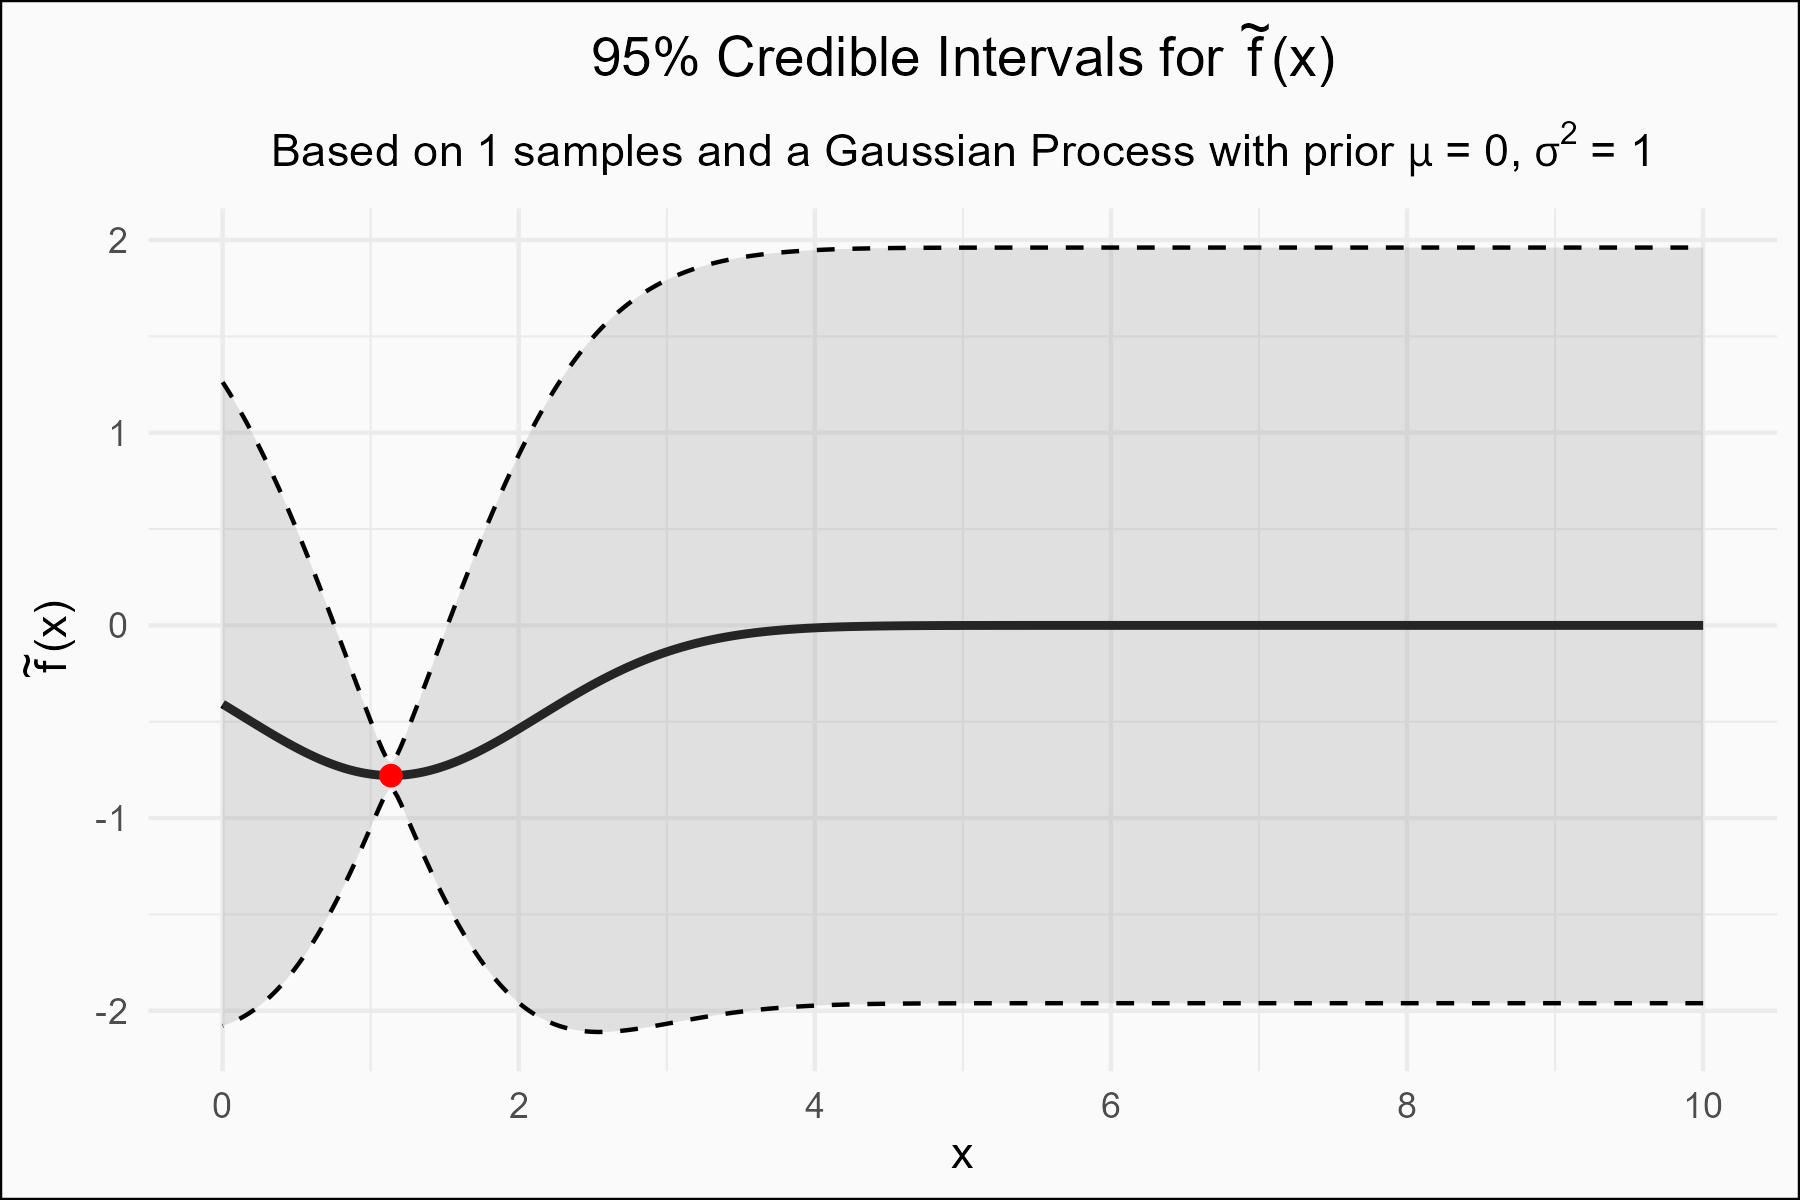 95% Credible Intervals for f̃(x)
Based on 1 samples and a Gaussian Process with prior μ = 0, σ² = 1
f̃(x)
2
1
0
-1
-2
0 2 4 6 8 10
x